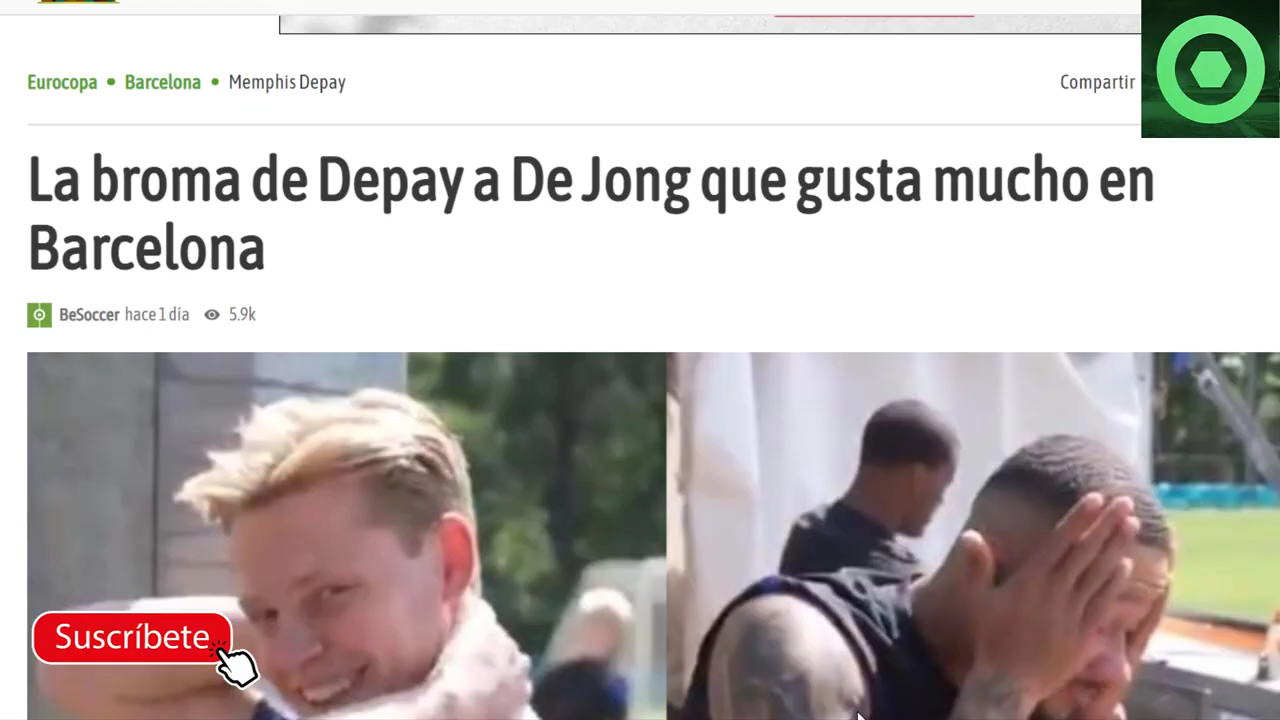 Eurocopa • Barcelona • Memphis Depay
Compartir
La broma de Depay a De Jong que gusta mucho en
Barcelona
BeSoccer hace 1 día 5.9k
Suscríbete